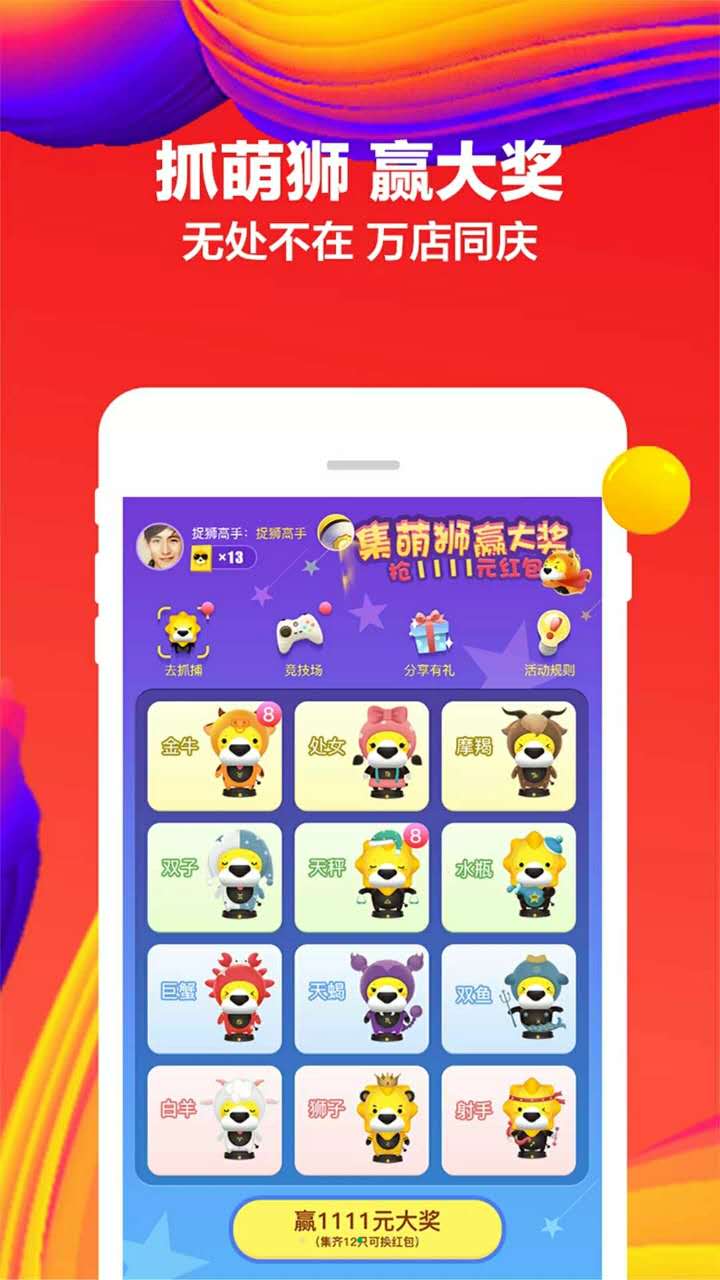 抓萌狮 赢大奖
无处不在 万店同庆
捉狮高手：捉狮高手
×13
集萌狮赢大奖
抢1111元红包
去抓捕
竞技场
分享有礼
活动规则
金牛
8
处女
摩羯
双子
天秤
8
水瓶
巨蟹
天蝎
双鱼
白羊
狮子
射手
赢1111元大奖
(集齐12只可换红包)